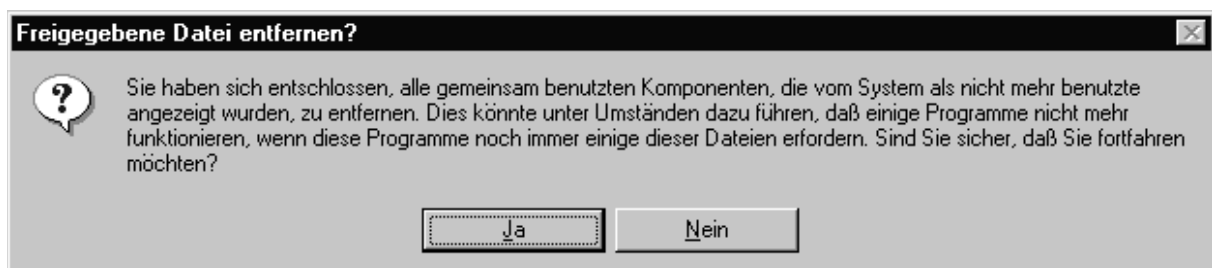 Freigegebene Datei entfernen?
?
Sie haben sich entschlossen, alle gemeinsam benutzten Komponenten, die vom System als nicht mehr benutzte
angezeigt wurden, zu entfernen. Dies könnte unter Umständen dazu führen, daß einige Programme nicht mehr
funktionieren, wenn diese Programme noch immer einige dieser Dateien erfordern. Sind Sie sicher, daß Sie fortfahren
möchten?
Ja
Nein